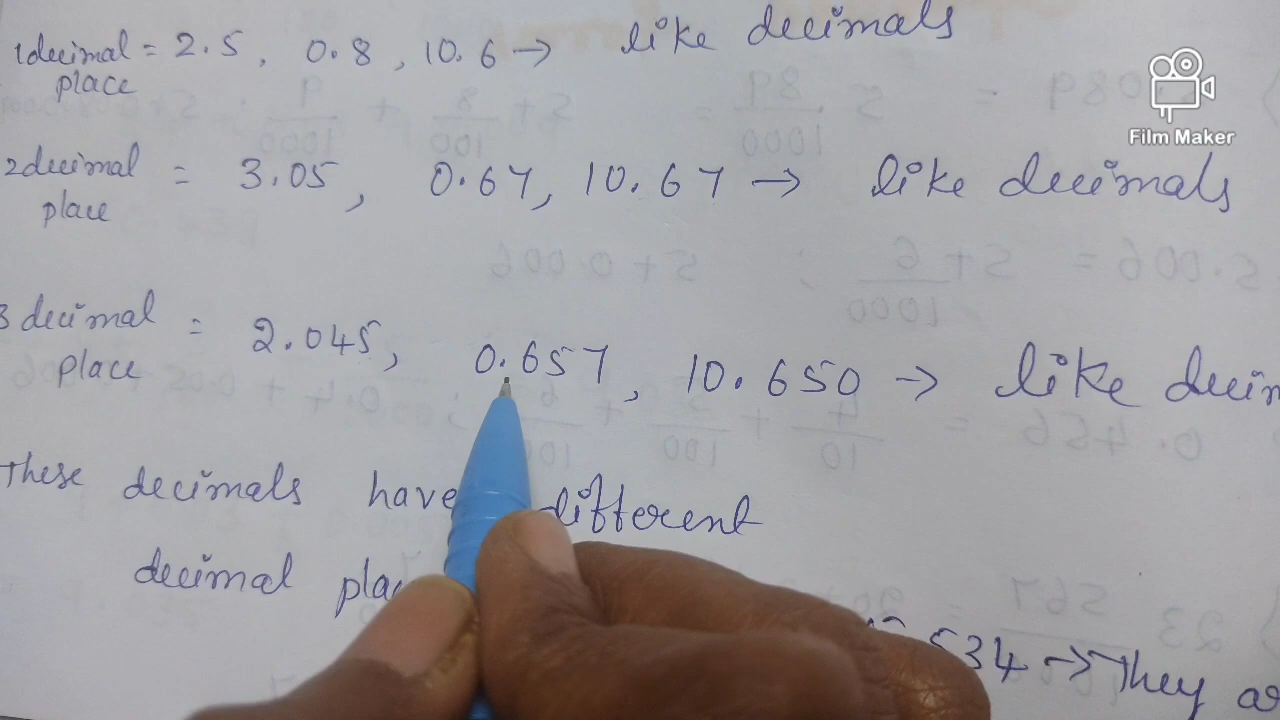 1 decimal place = 2.5, 0.8, 10.6 → like decimals
Film Maker
2 decimal place = 3.05, 0.67, 10.67 → like decimals
3 decimal place = 2.045, 0.657, 10.650 → like decim
These decimals have different
decimal
534 → They